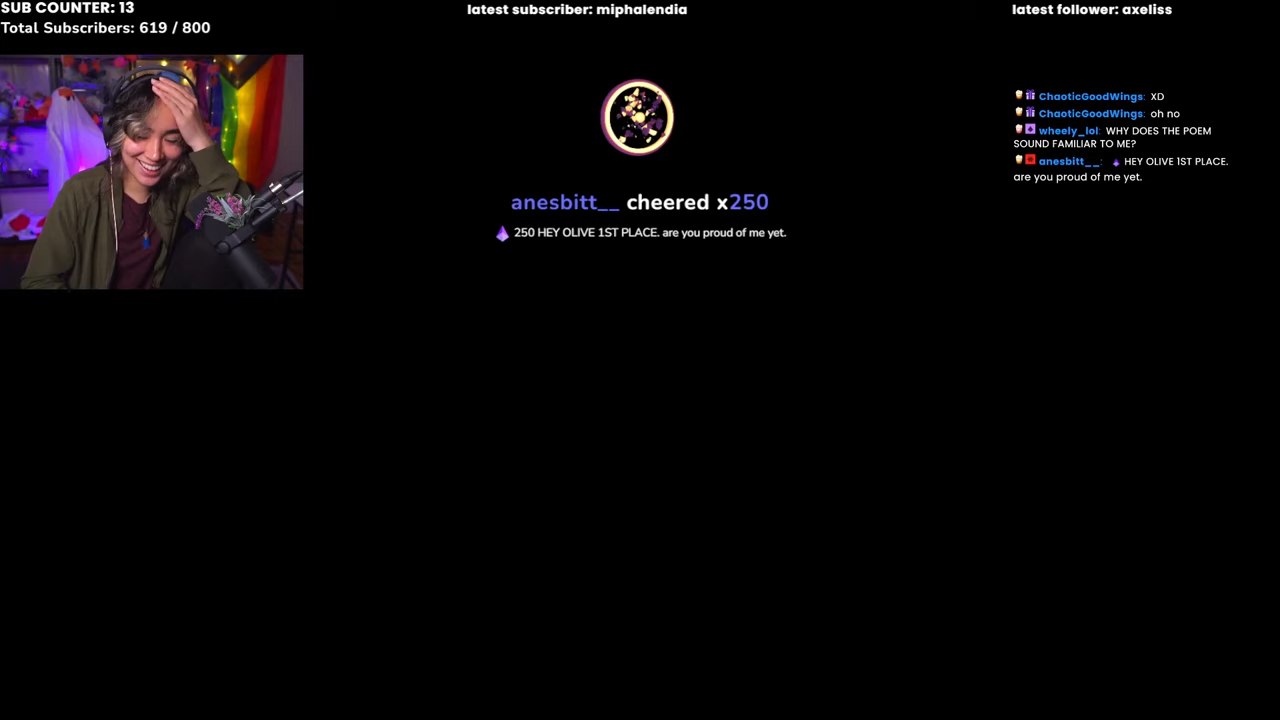 SUB COUNTER: 13
Total Subscribers: 619 / 800
latest subscriber: miphalendia
latest follower: axeliss
anesbitt__ cheered x250
250 HEY OLIVE 1ST PLACE. are you proud of me yet.
ChaoticGoodWings: XD
ChaoticGoodWings: oh no
wheely_lol: WHY DOES THE POEM
SOUND FAMILIAR TO ME?
anesbitt__: HEY OLIVE 1ST PLACE.
are you proud of me yet.